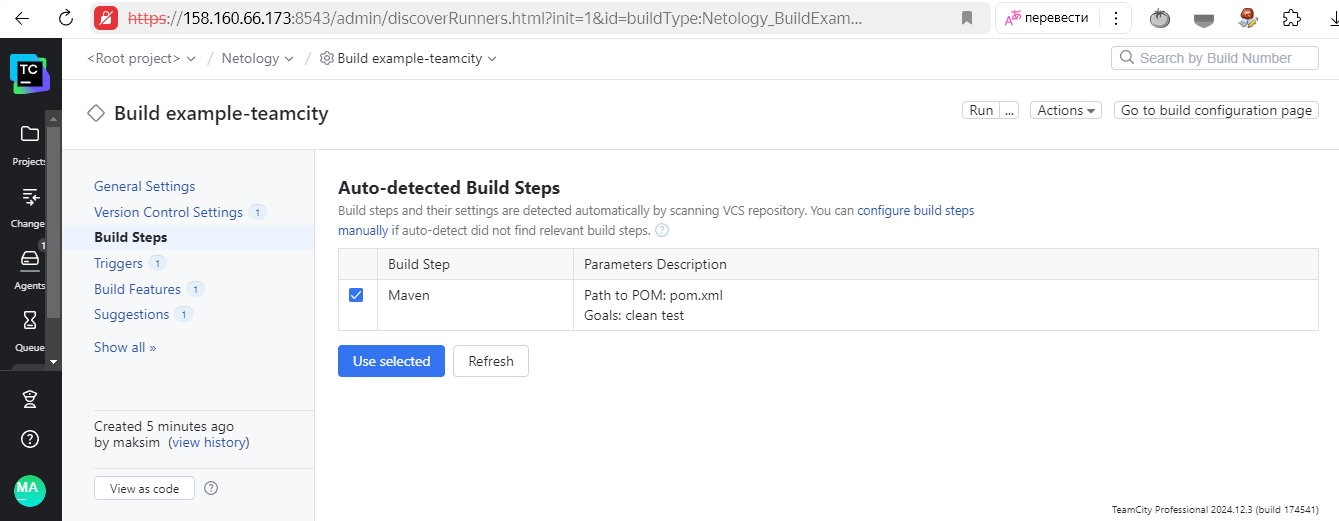 https://158.160.66.173:8543/admin/discoverRunners.html?init=1&id=buildType:Netology_BuildExam...
перевести
TC
<Root project> / Netology / Build example-teamcity
Search by Build Number
Build example-teamcity
Run ... Actions Go to build configuration page
Projects
Change
1
Agents
Queue
MA
General Settings
Version Control Settings 1
Build Steps
Triggers 1
Build Features 1
Suggestions 1
Show all »
Created 5 minutes ago
by maksim (view history)
View as code ?
Auto-detected Build Steps
Build steps and their settings are detected automatically by scanning VCS repository. You can configure build steps
manually if auto-detect did not find relevant build steps. ?
Build Step Parameters Description
Maven Path to POM: pom.xml
Goals: clean test
Use selected Refresh
TeamCity Professional 2024.12.3 (build 174541)